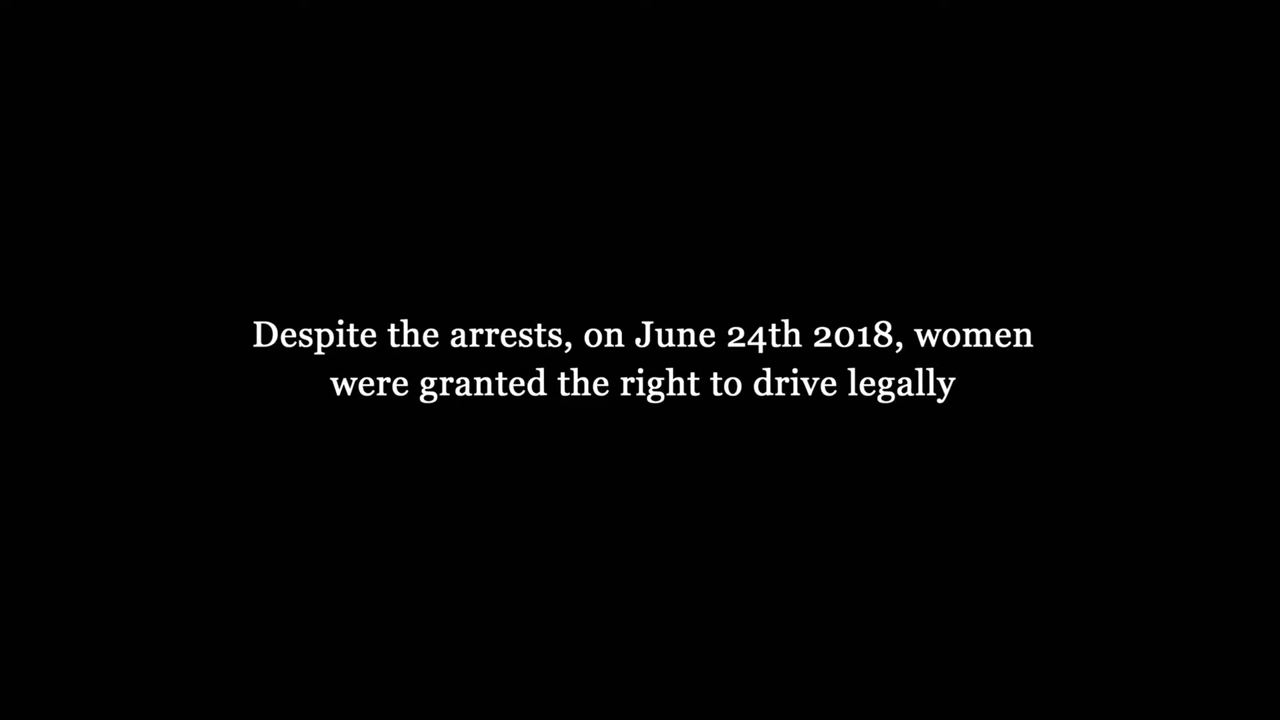 Despite the arrests, on June 24th 2018, women
were granted the right to drive legally